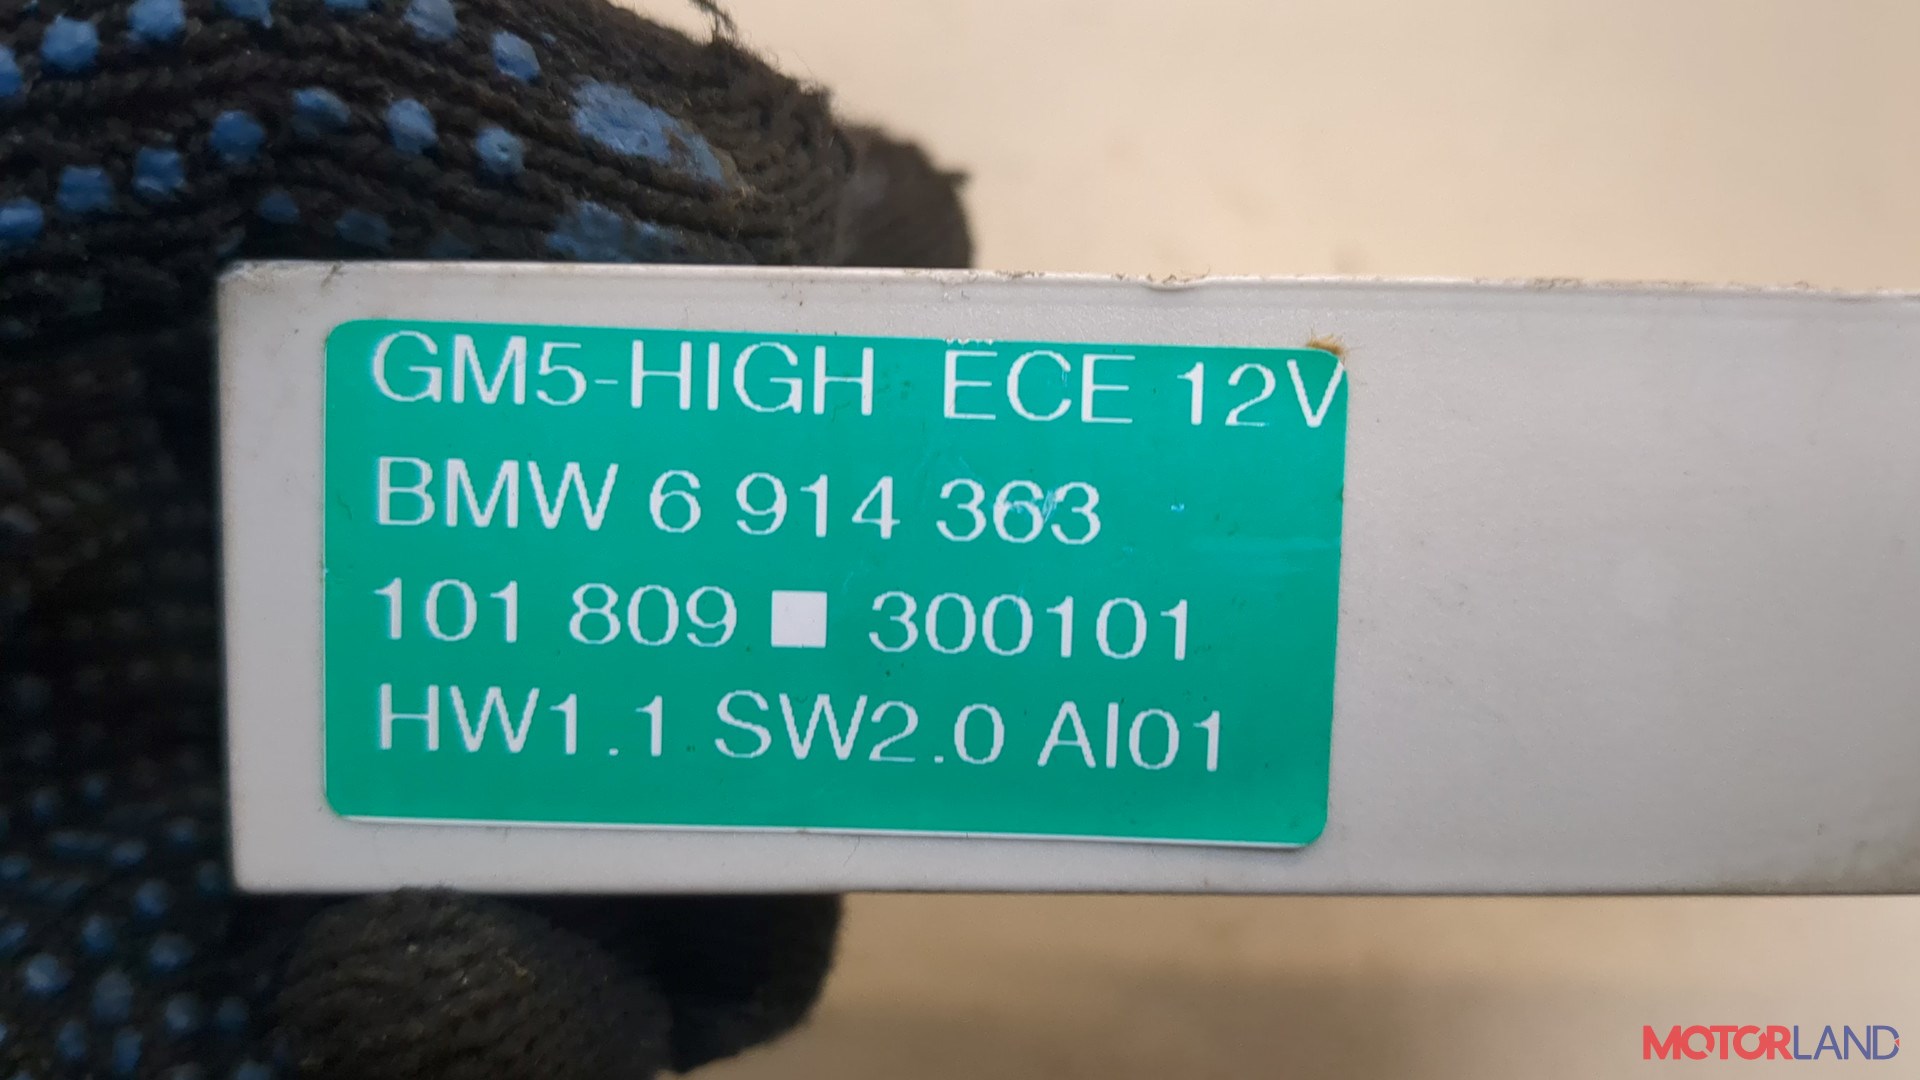 GM5-HIGH ECE 12V
BMW 6 914 363
101 809 ■ 300101
HW1.1 SW2.0 AI01
MOTORLAND